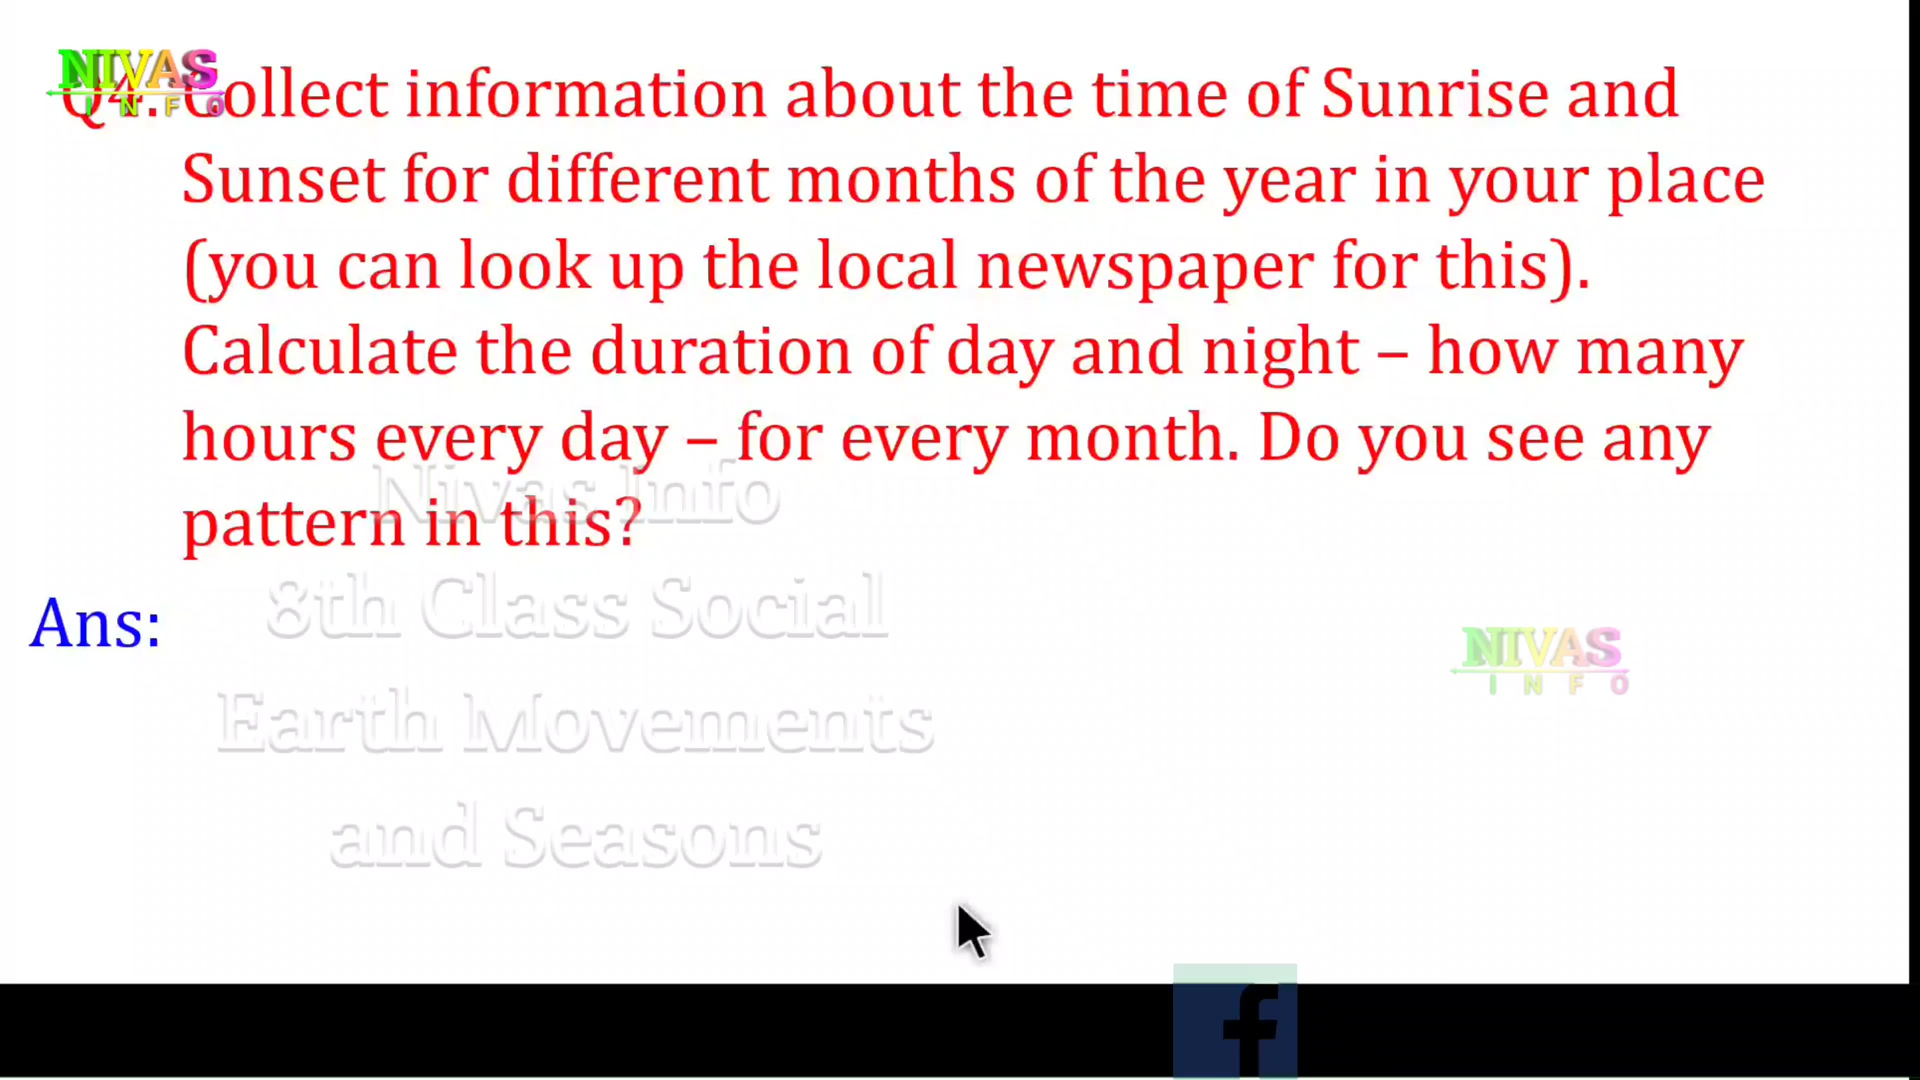 NIVAS
INFO
Q4. Collect information about the time of Sunrise and
Sunset for different months of the year in your place
(you can look up the local newspaper for this).
Calculate the duration of day and night – how many
hours every day – for every month. Do you see any
pattern in this?
Nivas Info
8th Class Social
Earth Movements
and Seasons
Ans:
NIVAS
INFO
f